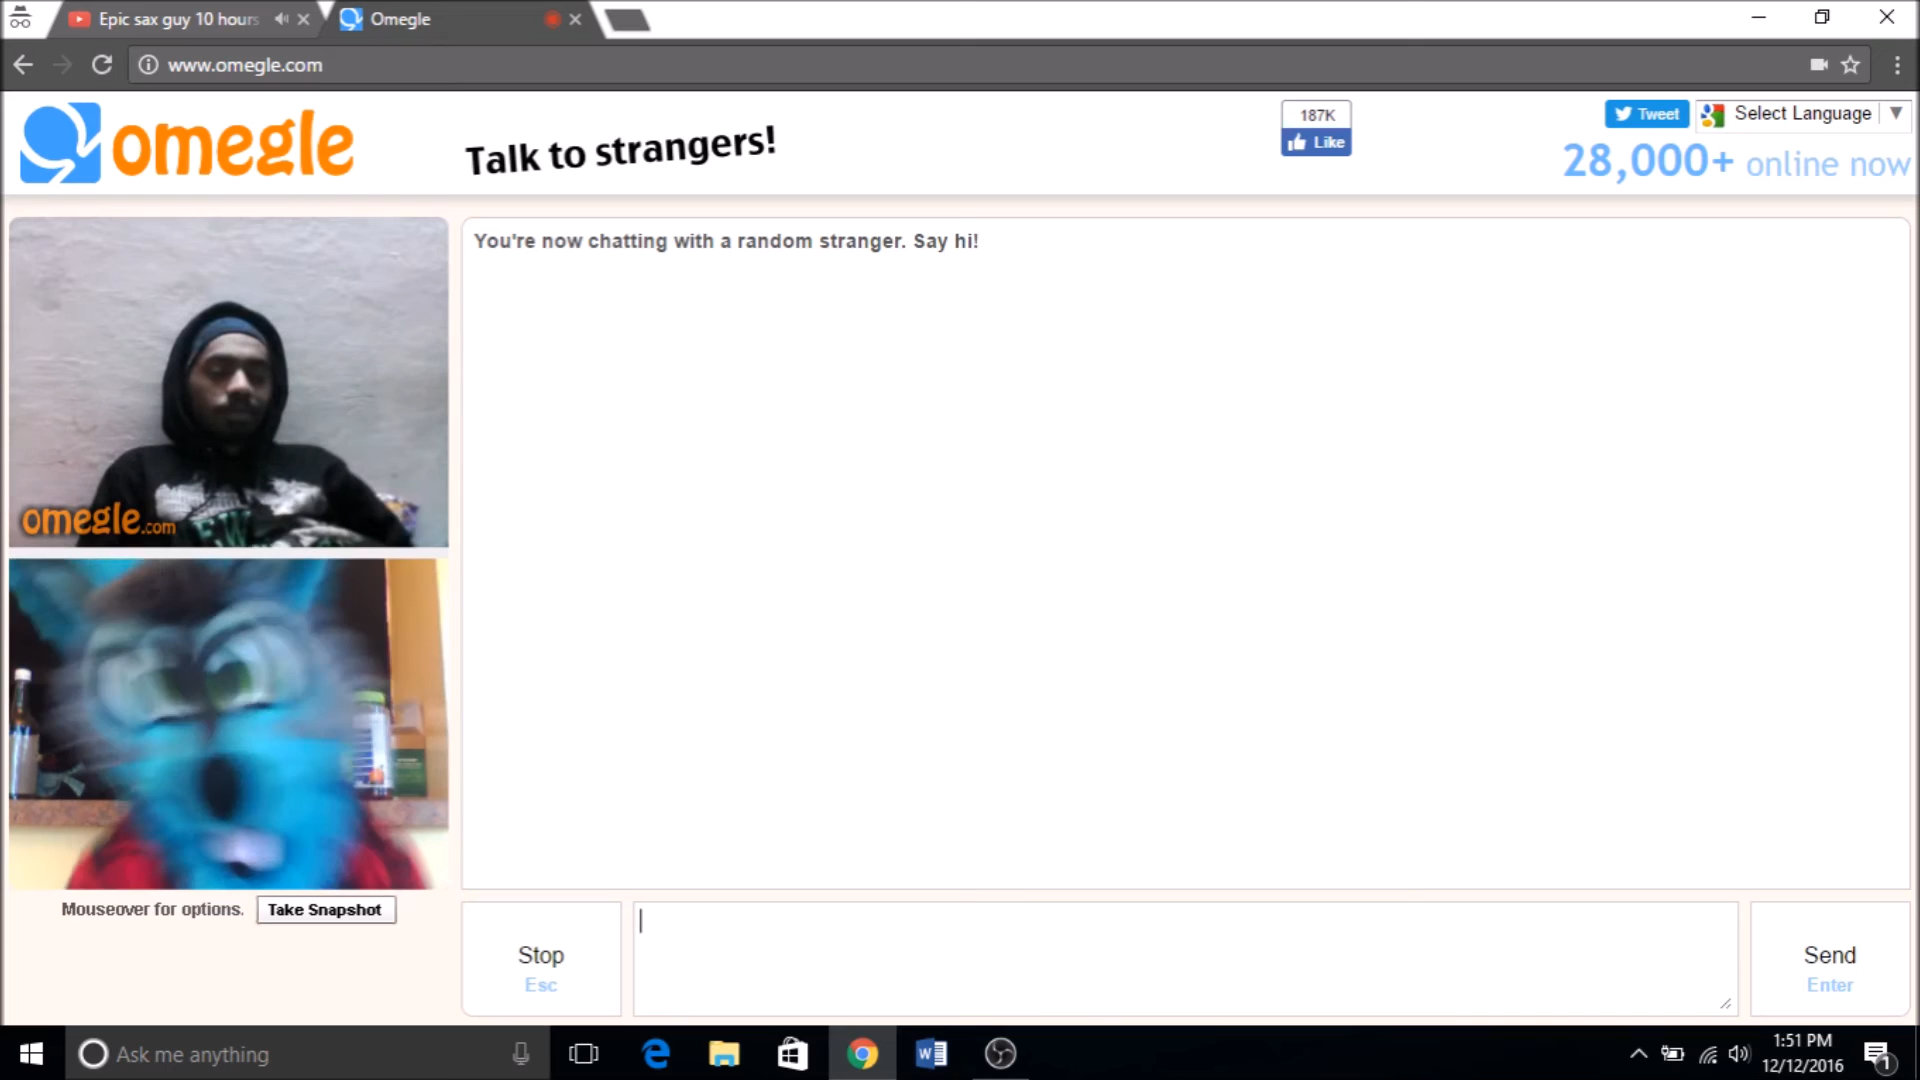 Epic sax guy 10 hours
Omegle
www.omegle.com
omegle
Talk to strangers!
187K
Like
Tweet
Select Language
28,000+ online now
You're now chatting with a random stranger. Say hi!
omegle.com
Mouseover for options.
Take Snapshot
Stop
Esc
Send
Enter
Ask me anything
1:51 PM
12/12/2016
1